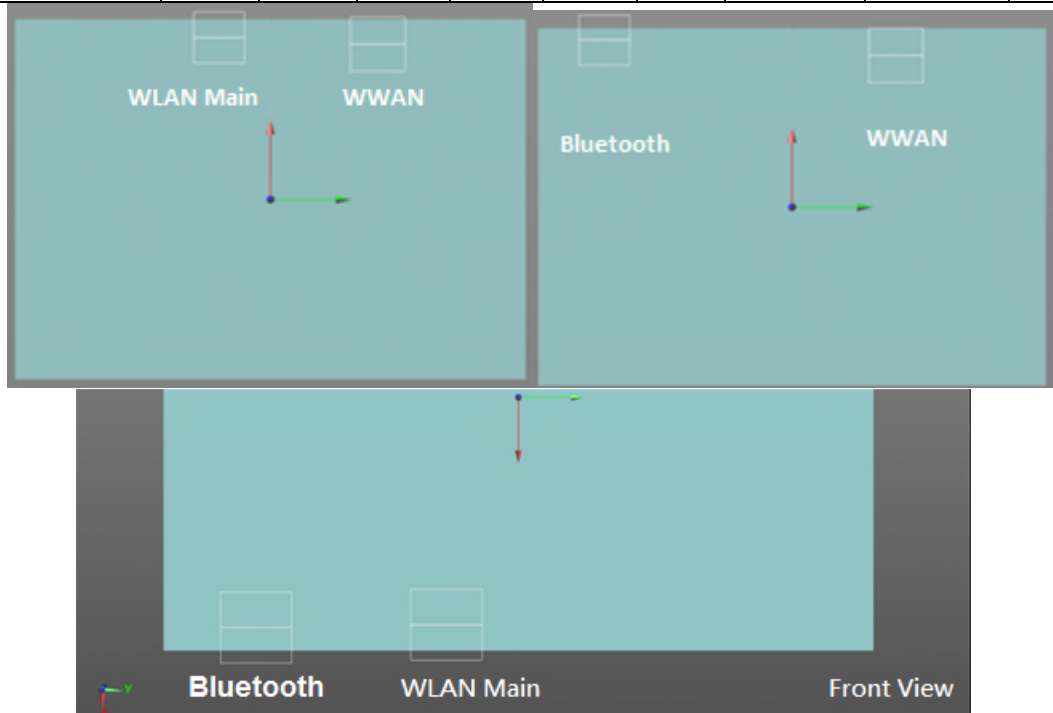 WLAN Main
WWAN
Bluetooth
WWAN
y
Bluetooth
WLAN Main
Front View